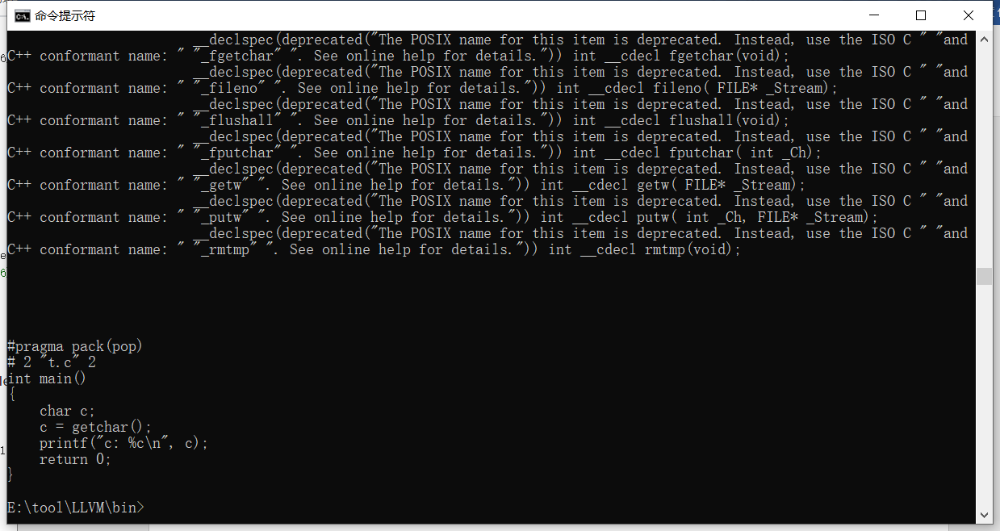 命令提示符
__declspec(deprecated("The POSIX name for this item is deprecated. Instead, use the ISO C " "and
C++ conformant name: " "_fgetchar" ". See online help for details.")) int __cdecl fgetchar(void);
__declspec(deprecated("The POSIX name for this item is deprecated. Instead, use the ISO C " "and
C++ conformant name: " "_fileno" ". See online help for details.")) int __cdecl fileno( FILE* _Stream);
__declspec(deprecated("The POSIX name for this item is deprecated. Instead, use the ISO C " "and
C++ conformant name: " "_flushall" ". See online help for details.")) int __cdecl flushall(void);
__declspec(deprecated("The POSIX name for this item is deprecated. Instead, use the ISO C " "and
C++ conformant name: " "_fputchar" ". See online help for details.")) int __cdecl fputchar( int _Ch);
__declspec(deprecated("The POSIX name for this item is deprecated. Instead, use the ISO C " "and
C++ conformant name: " "_getw" ". See online help for details.")) int __cdecl getw( FILE* _Stream);
__declspec(deprecated("The POSIX name for this item is deprecated. Instead, use the ISO C " "and
C++ conformant name: " "_putw" ". See online help for details.")) int __cdecl putw( int _Ch, FILE* _Stream);
__declspec(deprecated("The POSIX name for this item is deprecated. Instead, use the ISO C " "and
C++ conformant name: " "_rmtmp" ". See online help for details.")) int __cdecl rmtmp(void);
#pragma pack(pop)
# 2 "t.c" 2
int main()
{
    char c;
    c = getchar();
    printf("c: %c\n", c);
    return 0;
}
E:\tool\LLVM\bin>